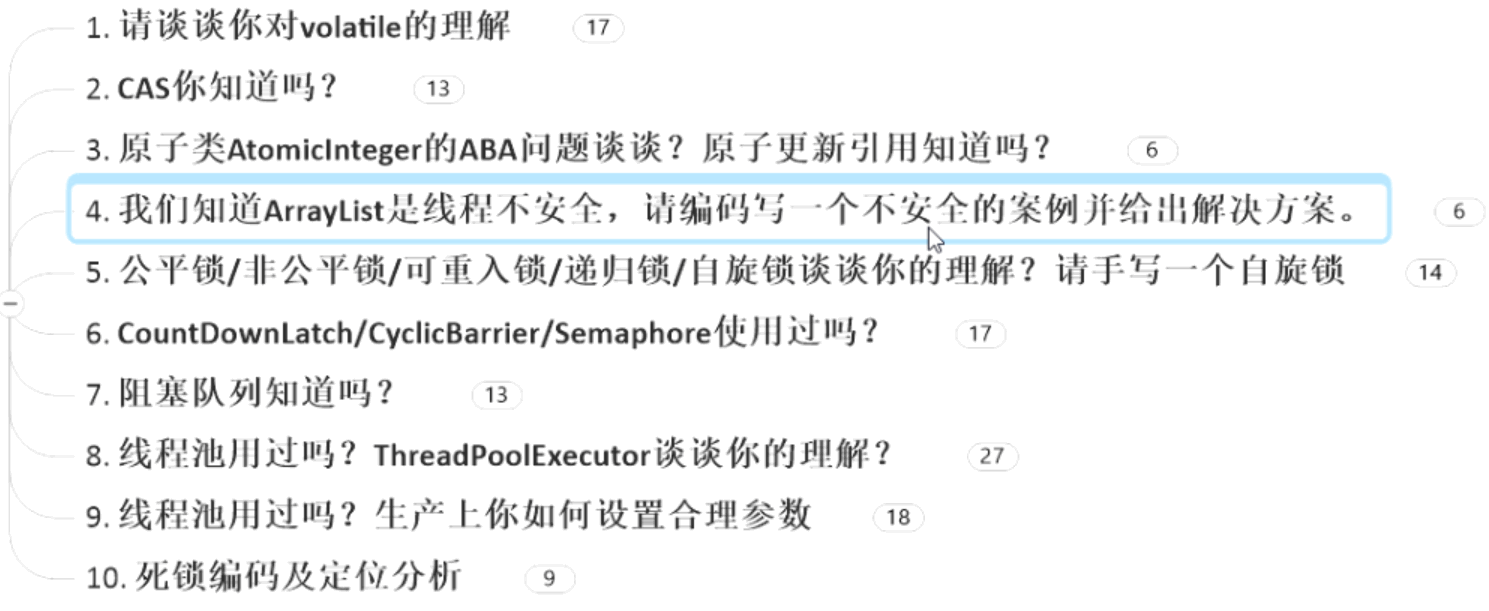 1. 请谈谈你对volatile的理解 17
2. CAS你知道吗？ 13
3. 原子类AtomicInteger的ABA问题谈谈？原子更新引用知道吗？ 6
4. 我们知道ArrayList是线程不安全，请编码写一个不安全的案例并给出解决方案。 6
5. 公平锁/非公平锁/可重入锁/递归锁/自旋锁谈谈你的理解？请手写一个自旋锁 14
6. CountDownLatch/CyclicBarrier/Semaphore使用过吗？ 17
7. 阻塞队列知道吗？ 13
8. 线程池用过吗？ThreadPoolExecutor谈谈你的理解？ 27
9. 线程池用过吗？生产上你如何设置合理参数 18
10. 死锁编码及定位分析 9